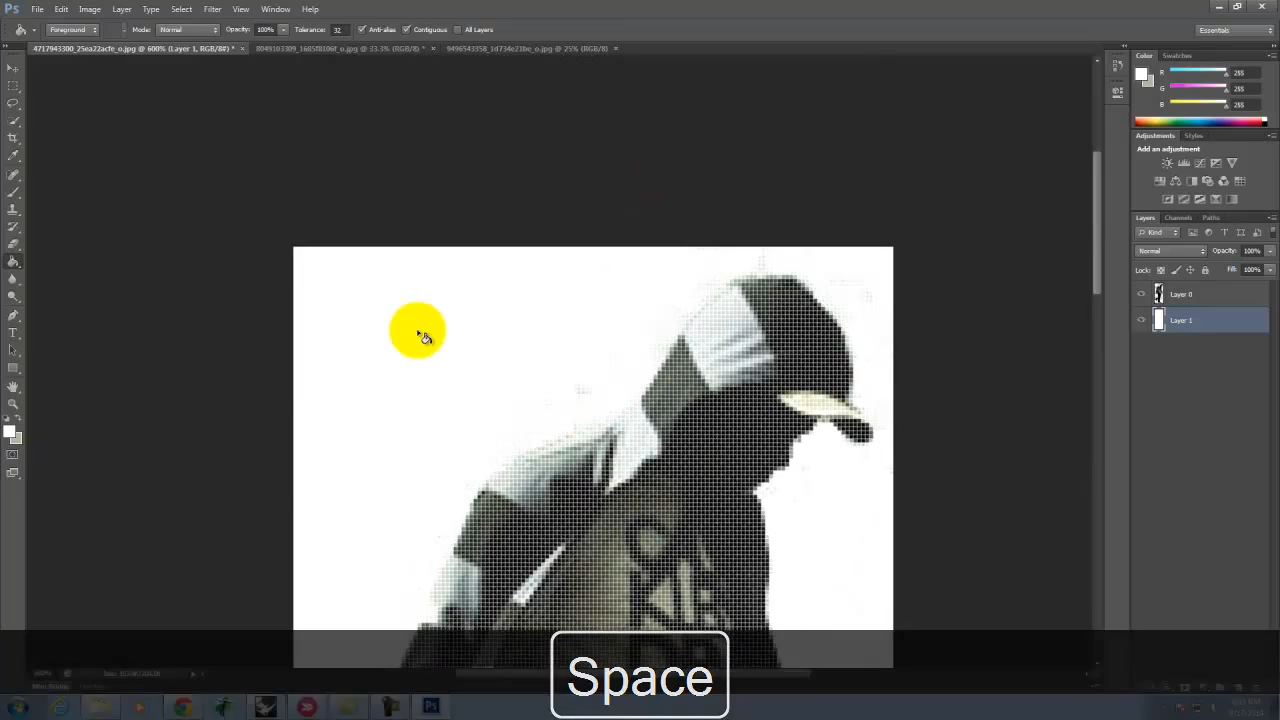 Ps File Edit Image Layer Type Select Filter View Window Help
Foreground Mode: Normal Opacity: 100% Tolerance: 32 Anti-alias Contiguous All Layers Essentials
4717943300_25ea22acfe_o.jpg @ 600% (Layer 1, RGB/8#) * × 8049103309_1685f8106f_o.jpg @ 33.3% (RGB/8) * × 9496543358_1d734e21be_o.jpg @ 25% (RGB/8) ×
Color Swatches
R 255
G 255
B 255
Adjustments Styles
Add an adjustment
Layers Channels Paths
Kind
Normal Opacity: 100%
Lock: Fill: 100%
Layer 0
Layer 1
Space